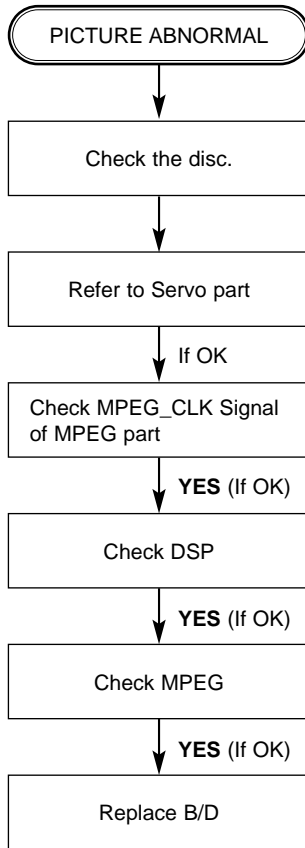 PICTURE ABNORMAL
Check the disc.
Refer to Servo part
If OK
Check MPEG_CLK Signal
of MPEG part
YES (If OK)
Check DSP
YES (If OK)
Check MPEG
YES (If OK)
Replace B/D